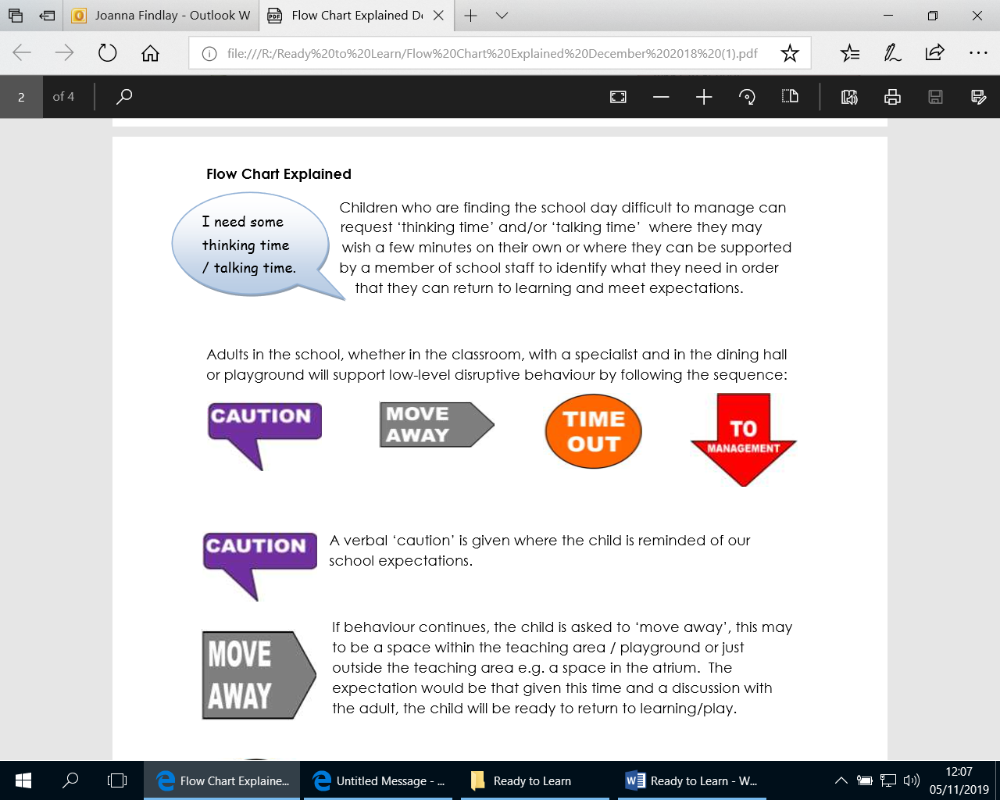 Joanna Findlay - Outlook W
Flow Chart Explained De
file:///R:/Ready%20to%20Learn/Flow%20Chart%20Explained%20December%202018%20(1).pdf
2 of 4
Flow Chart Explained
I need some
thinking time
/ talking time.
Children who are finding the school day difficult to manage can
request ‘thinking time’ and/or ‘talking time’  where they may
wish a few minutes on their own or where they can be supported
by a member of school staff to identify what they need in order
that they can return to learning and meet expectations.
Adults in the school, whether in the classroom, with a specialist and in the dining hall
or playground will support low-level disruptive behaviour by following the sequence:
CAUTION
MOVE
AWAY
TIME
OUT
TO
MANAGEMENT
CAUTION
A verbal ‘caution’ is given where the child is reminded of our
school expectations.
MOVE
AWAY
If behaviour continues, the child is asked to ‘move away’, this may
to be a space within the teaching area / playground or just
outside the teaching area e.g. a space in the atrium.  The
expectation would be that given this time and a discussion with
the adult, the child will be ready to return to learning/play.
Flow Chart Explaine...
Untitled Message - ...
Ready to Learn
Ready to Learn - W...
12:07
05/11/2019